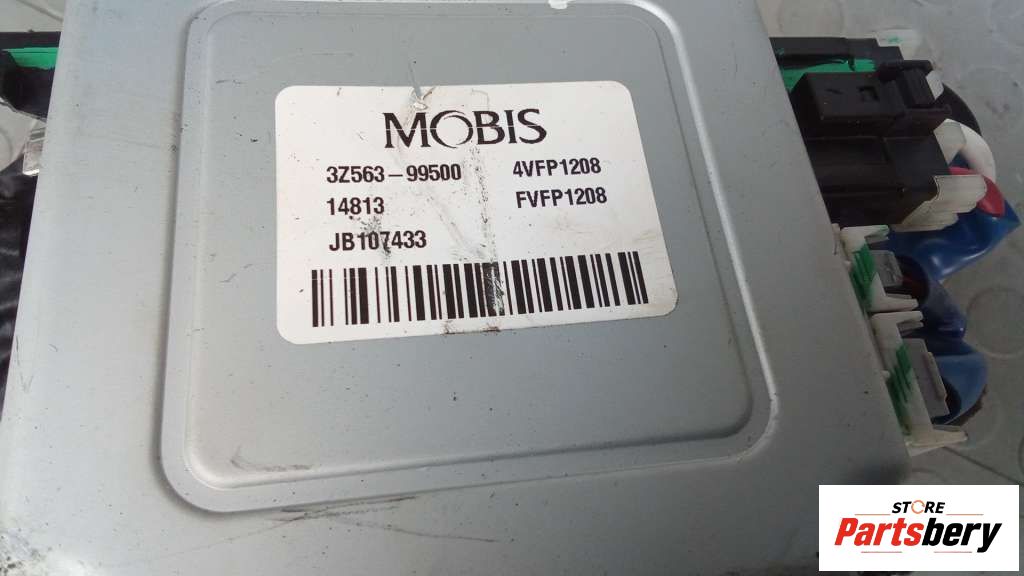 MOBIS
3Z563-99500 4VFP1208
14813 FVFP1208
JB107433
STORE
Partsbery